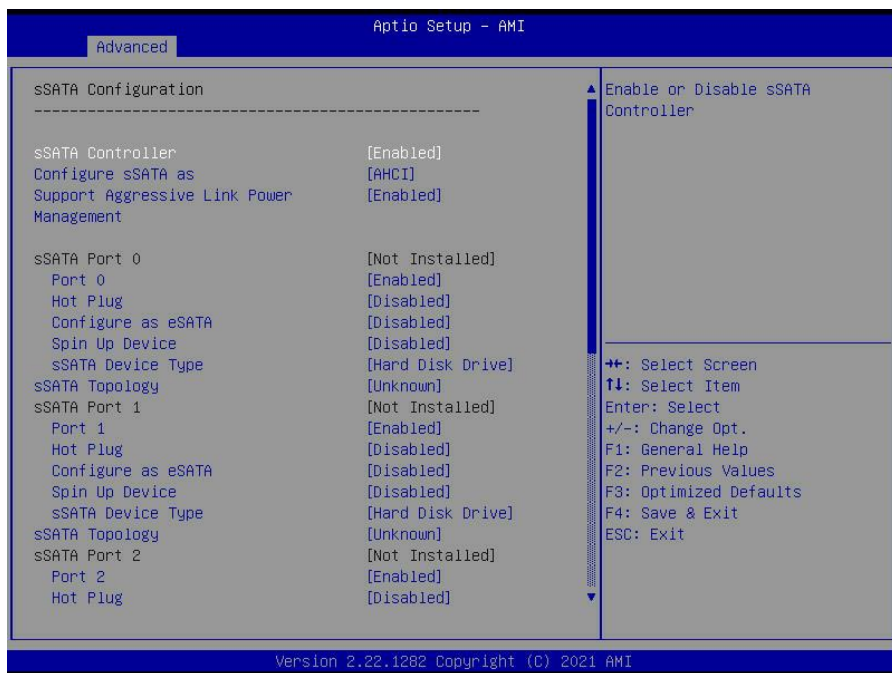 Aptio Setup – AMI
Advanced
sSATA Configuration
--------------------------------------------------
sSATA Controller [Enabled]
Configure sSATA as [AHCI]
Support Aggressive Link Power [Enabled]
Management
sSATA Port 0 [Not Installed]
Port 0 [Enabled]
Hot Plug [Disabled]
Configure as eSATA [Disabled]
Spin Up Device [Disabled]
sSATA Device Type [Hard Disk Drive]
sSATA Topology [Unknown]
sSATA Port 1 [Not Installed]
Port 1 [Enabled]
Hot Plug [Disabled]
Configure as eSATA [Disabled]
Spin Up Device [Disabled]
sSATA Device Type [Hard Disk Drive]
sSATA Topology [Unknown]
sSATA Port 2 [Not Installed]
Port 2 [Enabled]
Hot Plug [Disabled]
Enable or Disable sSATA
Controller
→←: Select Screen
↑↓: Select Item
Enter: Select
+/-: Change Opt.
F1: General Help
F2: Previous Values
F3: Optimized Defaults
F4: Save & Exit
ESC: Exit
Version 2.22.1282 Copyright (C) 2021 AMI